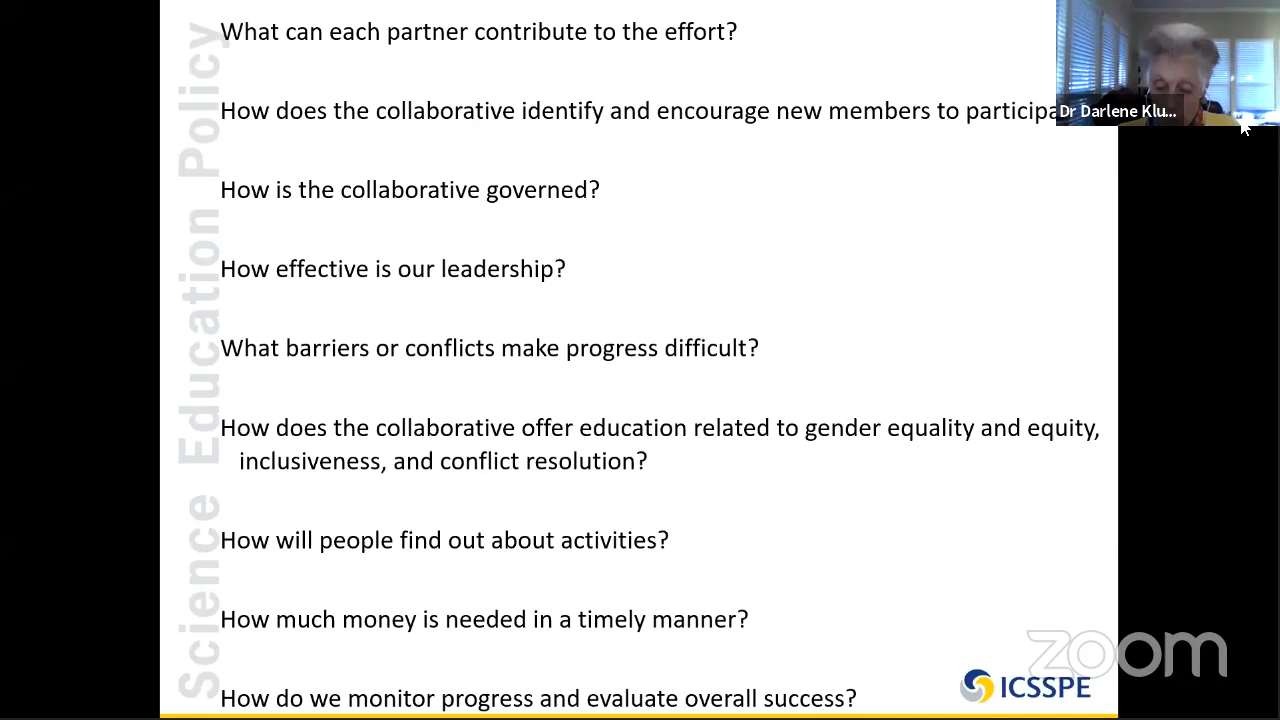 What can each partner contribute to the effort?
How does the collaborative identify and encourage new members to
Dr Darlene Klu...
How is the collaborative governed?
How effective is our leadership?
What barriers or conflicts make progress difficult?
How does the collaborative offer education related to gender equality and equity,
inclusiveness, and conflict resolution?
How will people find out about activities?
How much money is needed in a timely manner?
How do we monitor progress and evaluate overall success?
Science Education Policy
zoom
ICSSPE